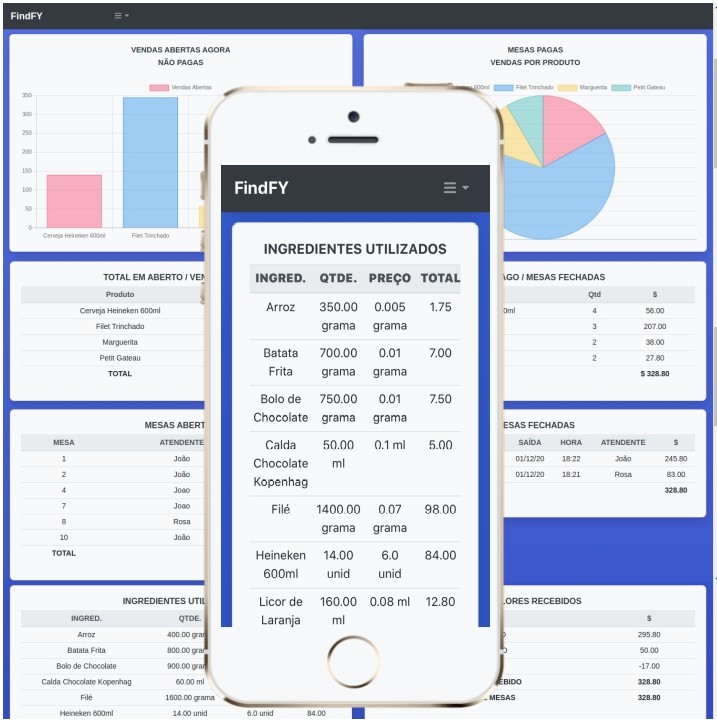 FindFY
VENDAS ABERTAS AGORA
NÃO PAGAS
Vendas Abertas
350
300
250
200
150
100
50
0
Cerveja Heineken 600ml
Filet Trinchado
MESAS PAGAS
VENDAS POR PRODUTO
600ml Filet Trinchado Marguerita Petit Gateau
TOTAL EM ABERTO / VEN
Produto
Cerveja Heineken 600ml
Filet Trinchado
Marguerita
Petit Gateau
TOTAL
AGO / MESAS FECHADAS
Qtd $
0ml 4 56.00
3 207.00
2 38.00
2 27.80
$ 328.80
MESAS ABERT
MESA ATENDENTE
1 João
2 João
4 Joao
7 Joao
8 Rosa
10 João
TOTAL
ESAS FECHADAS
SAÍDA HORA ATENDENTE $
01/12/20 18:22 João 245.80
01/12/20 18:21 Rosa 83.00
328.80
INGREDIENTES UTIL
INGRED. QTDE.
Arroz 400.00 gram
Batata Frita 800.00 gram
Bolo de Chocolate 900.00 gram
Calda Chocolate Kopenhag 60.00 ml
Filé 1600.00 grama
Heineken 600ml 14.00 unid 6.0 unid 84.00
LORES RECEBIDOS
$
O 295.80
50.00
-17.00
EBIDO 328.80
MESAS 328.80
FindFY
INGREDIENTES UTILIZADOS
INGRED. QTDE. PREÇO TOTAL
Arroz 350.00 0.005 1.75
grama grama
Batata 700.00 0.01 7.00
Frita grama grama
Bolo de 750.00 0.01 7.50
Chocolate grama grama
Calda 50.00 0.1 ml 5.00
Chocolate ml
Kopenhag
Filé 1400.00 0.07 98.00
grama grama
Heineken 14.00 6.0 84.00
600ml unid unid
Licor de 160.00 0.08 ml 12.80
Laranja ml